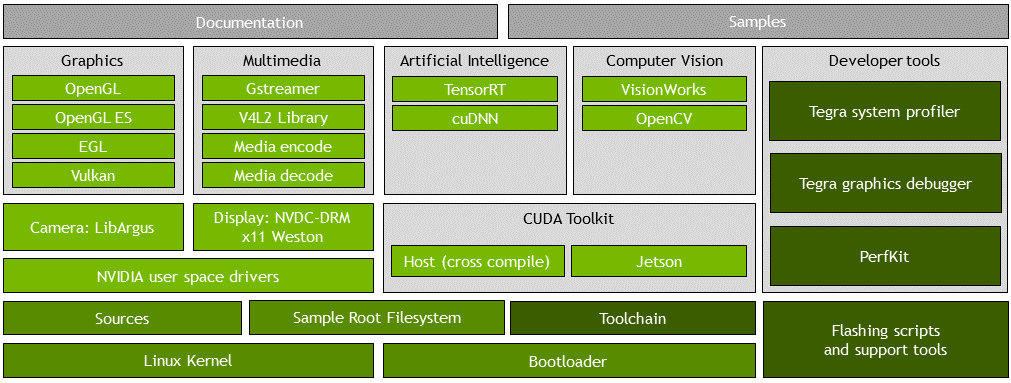 Documentation
Samples
Graphics
OpenGL
OpenGL ES
EGL
Vulkan
Multimedia
Gstreamer
V4L2 Library
Media encode
Media decode
Artificial Intelligence
TensorRT
cuDNN
Computer Vision
VisionWorks
OpenCV
Developer tools
Tegra system profiler
Tegra graphics debugger
PerfKit
Camera: LibArgus
Display: NVDC-DRM
x11 Weston
CUDA Toolkit
Host (cross compile)
Jetson
NVIDIA user space drivers
Sources
Sample Root Filesystem
Toolchain
Flashing scripts
and support tools
Linux Kernel
Bootloader